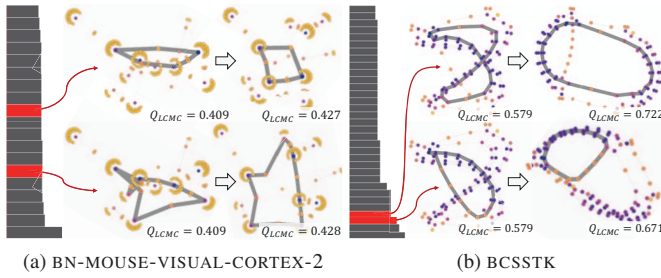 Q_LCMC = 0.409
Q_LCMC = 0.427
Q_LCMC = 0.579
Q_LCMC = 0.722
Q_LCMC = 0.409
Q_LCMC = 0.428
Q_LCMC = 0.579
Q_LCMC = 0.671
(a) BN-MOUSE-VISUAL-CORTEX-2
(b) BCSSTK